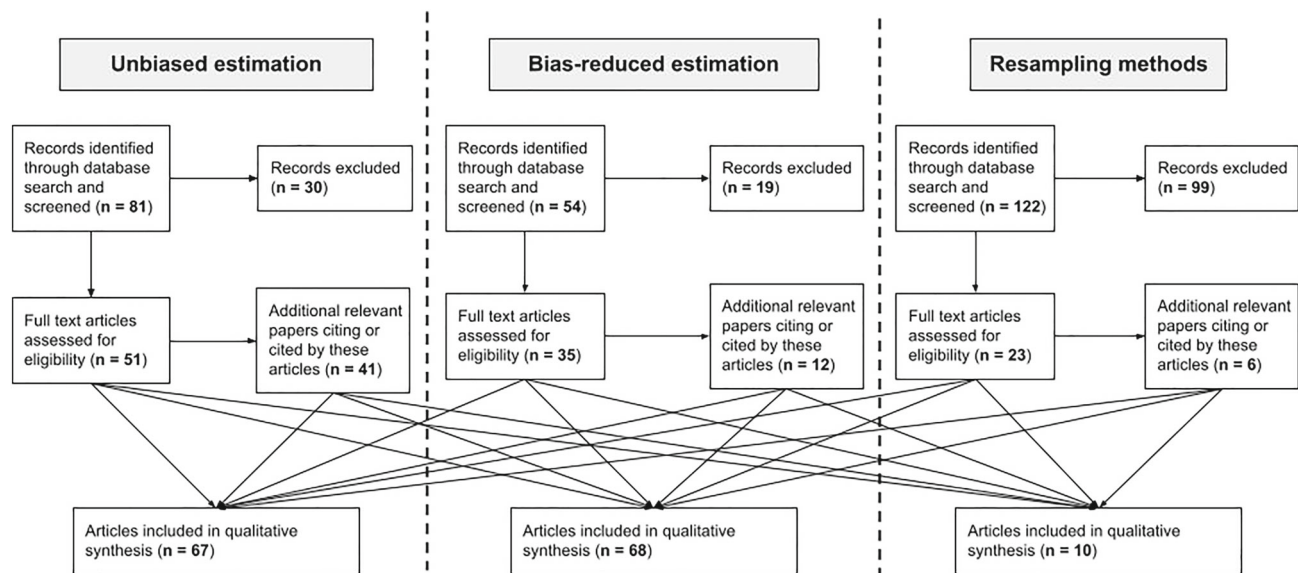 Unbiased estimation
Records identified
through database
search and
screened (n = 81)
Records excluded
(n = 30)
Full text articles
assessed for
eligibility (n = 51)
Additional relevant
papers citing or
cited by these
articles (n = 41)
Articles included in qualitative
synthesis (n = 67)
Bias-reduced estimation
Records identified
through database
search and
screened (n = 54)
Records excluded
(n = 19)
Full text articles
assessed for
eligibility (n = 35)
Additional relevant
papers citing or
cited by these
articles (n = 12)
Articles included in qualitative
synthesis (n = 68)
Resampling methods
Records identified
through database
search and
screened (n = 122)
Records excluded
(n = 99)
Full text articles
assessed for
eligibility (n = 23)
Additional relevant
papers citing or
cited by these
articles (n = 6)
Articles included in qualitative
synthesis (n = 10)